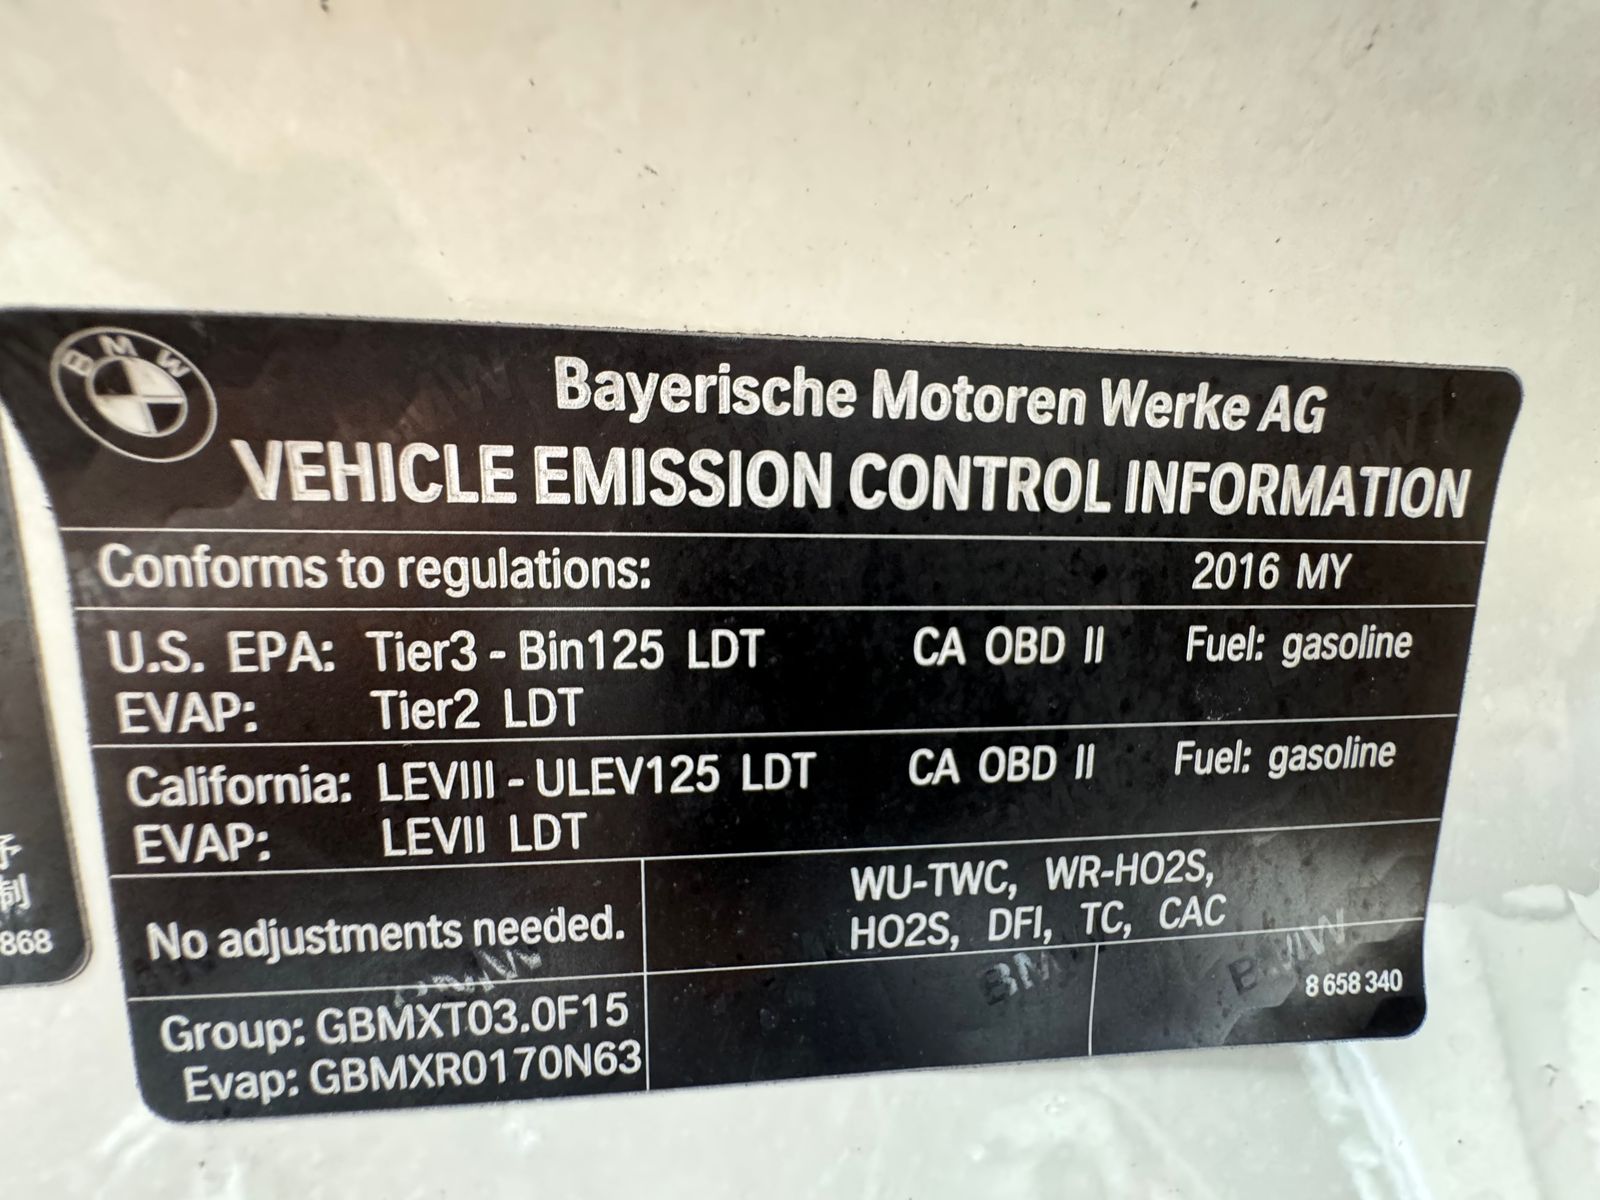 BMW
Bayerische Motoren Werke AG
VEHICLE EMISSION CONTROL INFORMATION
Conforms to regulations: 2016 MY
U.S. EPA: Tier3 - Bin125 LDT CA OBD II Fuel: gasoline
EVAP: Tier2 LDT
California: LEVIII - ULEV125 LDT CA OBD II Fuel: gasoline
EVAP: LEVII LDT
No adjustments needed.
WU-TWC, WR-HO2S,
HO2S, DFI, TC, CAC
Group: GBMXT03.0F15
Evap: GBMXR0170N63
8 658 340
868